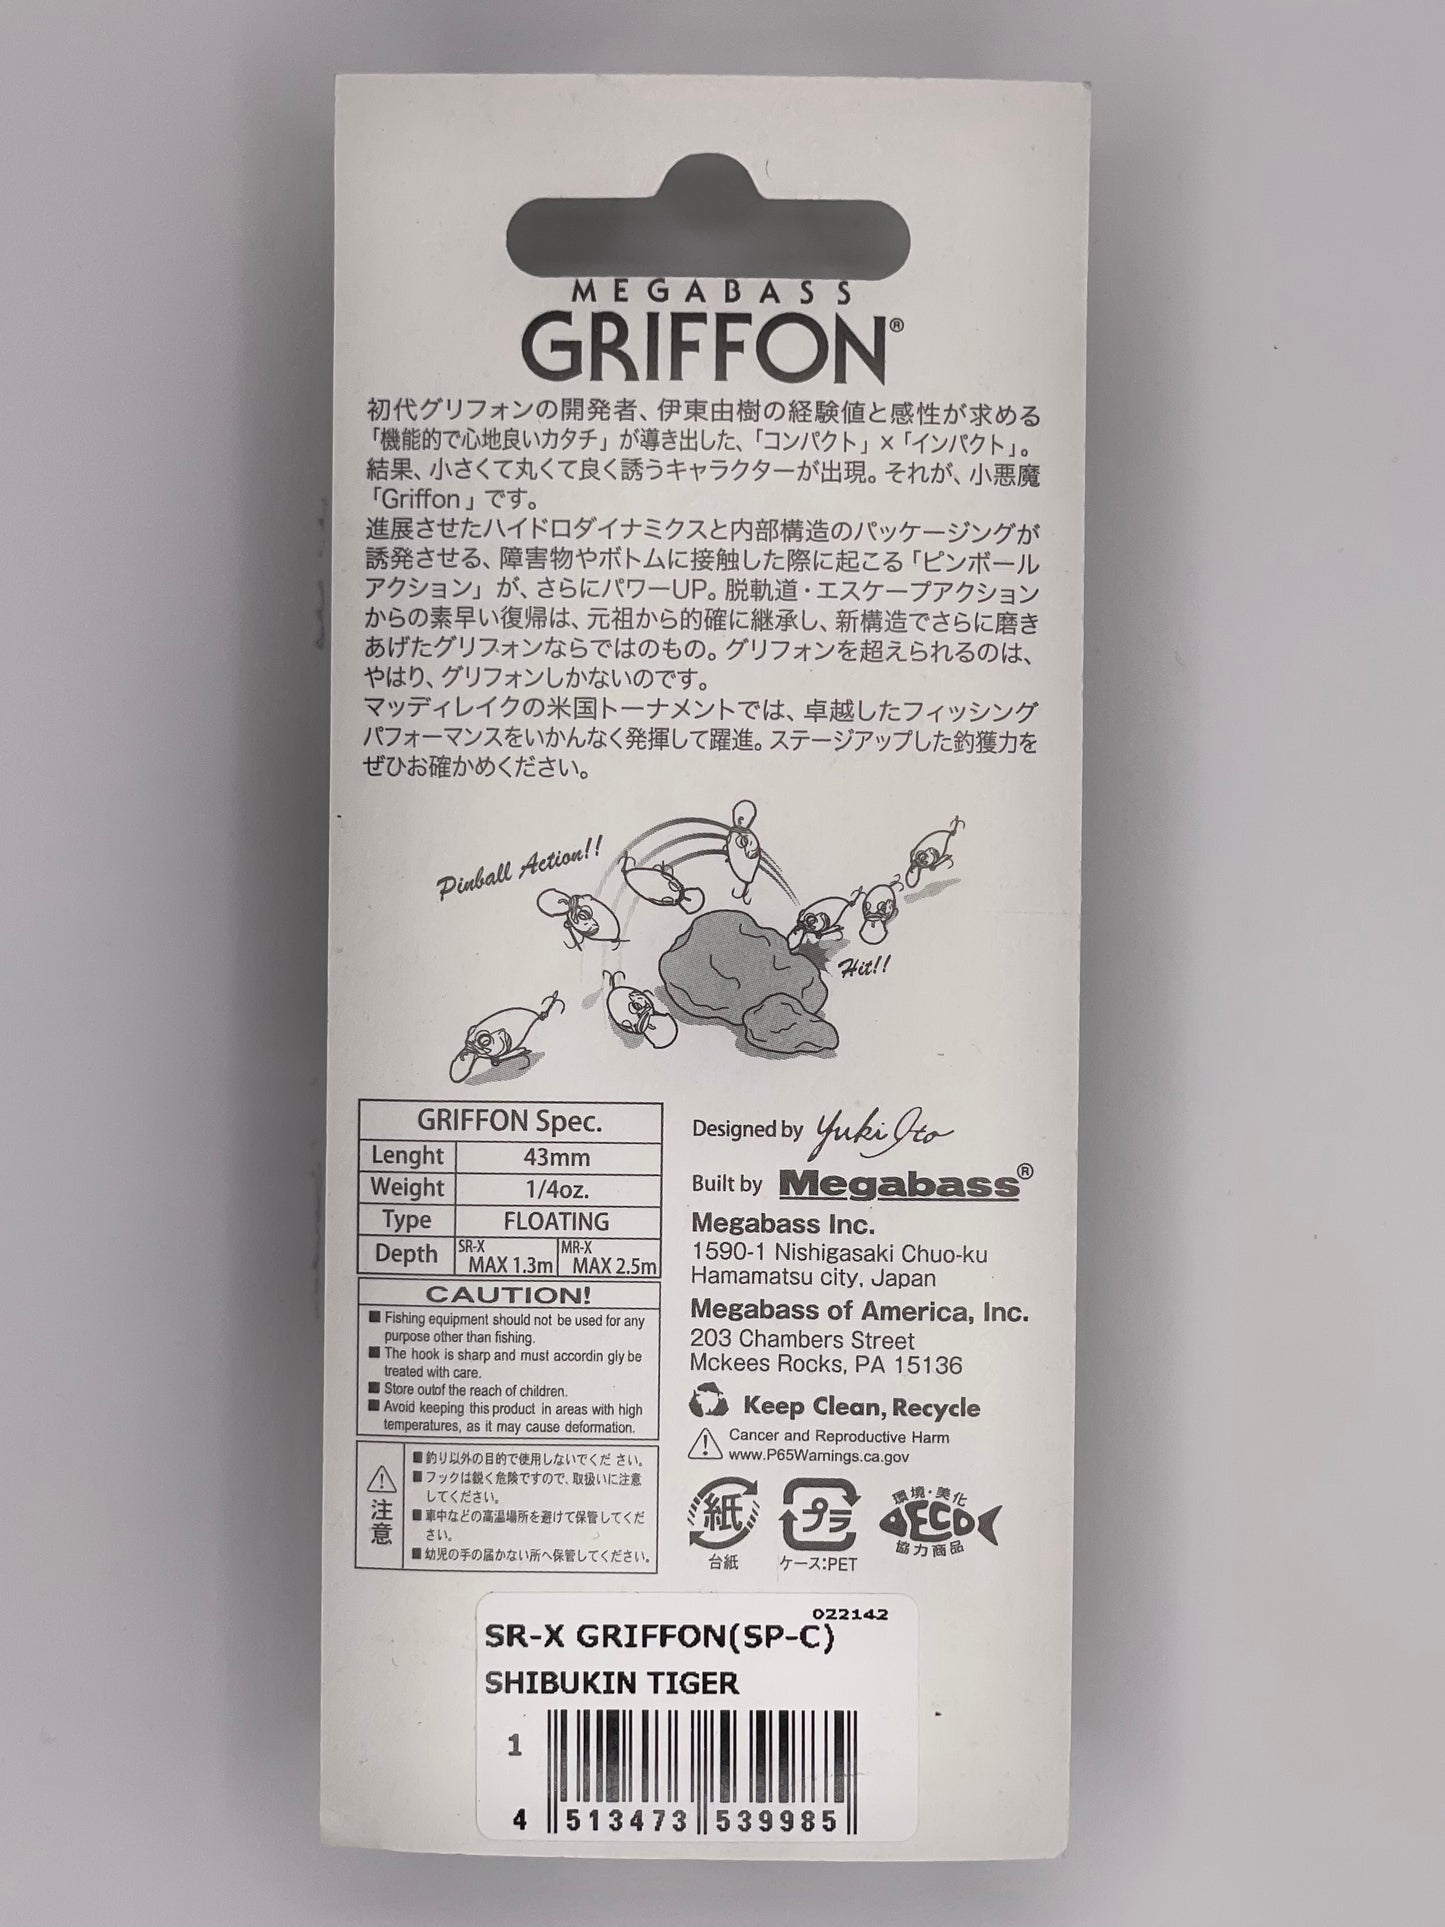 MEGABASS
GRIFFON®
初代グリフォンの開発者、伊東由樹の経験値と感性が求める
「機能的で心地良いカタチ」が導き出した、「コンパクト」×「インパクト」。
結果、小さくて丸くて良く誘うキャラクターが出現。それが、小悪魔
「Griffon」です。
進展させたハイドロダイナミクスと内部構造のパッケージングが
誘発させる、障害物やボトムに接触した際に起こる「ピンボール
アクション」が、さらにパワーUP。脱軌道・エスケープアクション
からの素早い復帰は、元祖から的確に継承し、新構造でさらに磨き
あげたグリフォンならではのもの。グリフォンを超えられるのは、
やはり、グリフォンしかないのです。
マッディレイクの米国トーナメントでは、卓越したフィッシング
パフォーマンスをいかんなく発揮して躍進。ステージアップした釣獲力を
ぜひお確かめください。
Pinball Action!!
Hit!!
GRIFFON Spec.
Lenght 43mm
Weight 1/4oz.
Type FLOATING
Depth SR-X MAX 1.3m MR-X MAX 2.5m
CAUTION!
■ Fishing equipment should not be used for any
purpose other than fishing.
■ The hook is sharp and must accordin gly be
treated with care.
■ Store outof the reach of children.
■ Avoid keeping this product in areas with high
temperatures, as it may cause deformation.
注意
■釣り以外の目的で使用しないでくだ さい。
■フックは鋭く危険ですので、取扱いに注意
してください。
■車中などの高温場所を避けて保管してくだ
さい。
■幼児の手の届かない所へ保管してください。
Designed by Yuki Ito
Built by Megabass®
Megabass Inc.
1590-1 Nishigasaki Chuo-ku
Hamamatsu city, Japan
Megabass of America, Inc.
203 Chambers Street
Mckees Rocks, PA 15136
Keep Clean, Recycle
Cancer and Reproductive Harm
www.P65Warnings.ca.gov
紙
台紙
プラ
ケース:PET
環境・美化
ECO
協力商品
022142
SR-X GRIFFON(SP-C)
SHIBUKIN TIGER
1
4 513473 539985